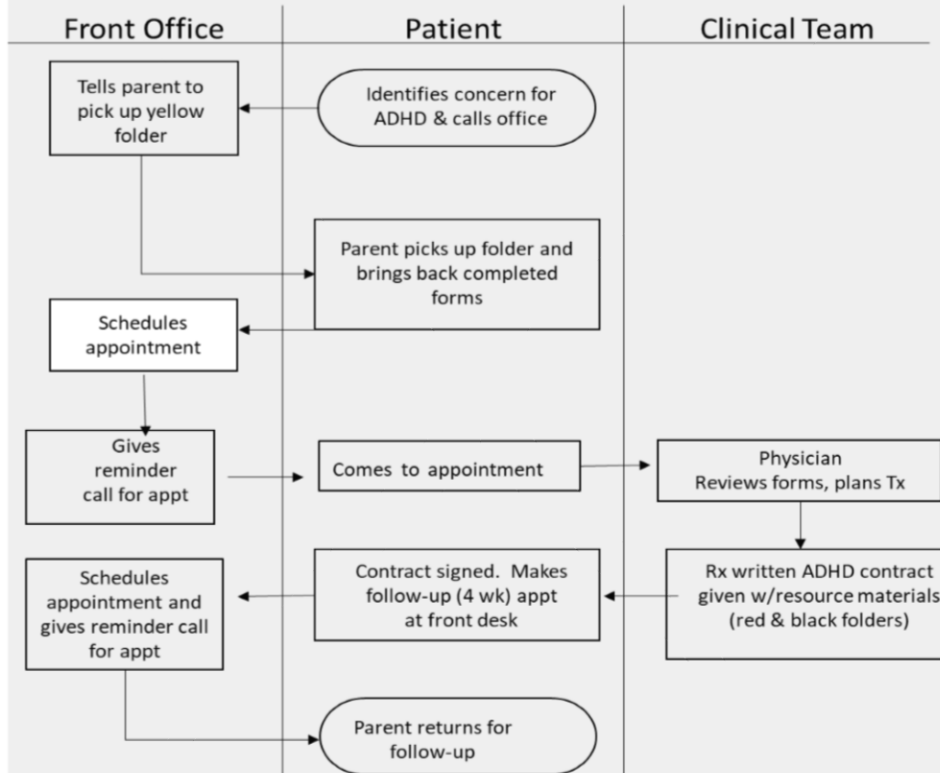 Front Office
Patient
Clinical Team
Identifies concern for
ADHD & calls office
Tells parent to
pick up yellow
folder
Parent picks up folder and
brings back completed
forms
Schedules
appointment
Gives
reminder
call for appt
Comes to appointment
Physician
Reviews forms, plans Tx
Rx written ADHD contract
given w/resource materials
(red & black folders)
Contract signed. Makes
follow-up (4 wk) appt
at front desk
Schedules
appointment and
gives reminder call
for appt
Parent returns for
follow-up